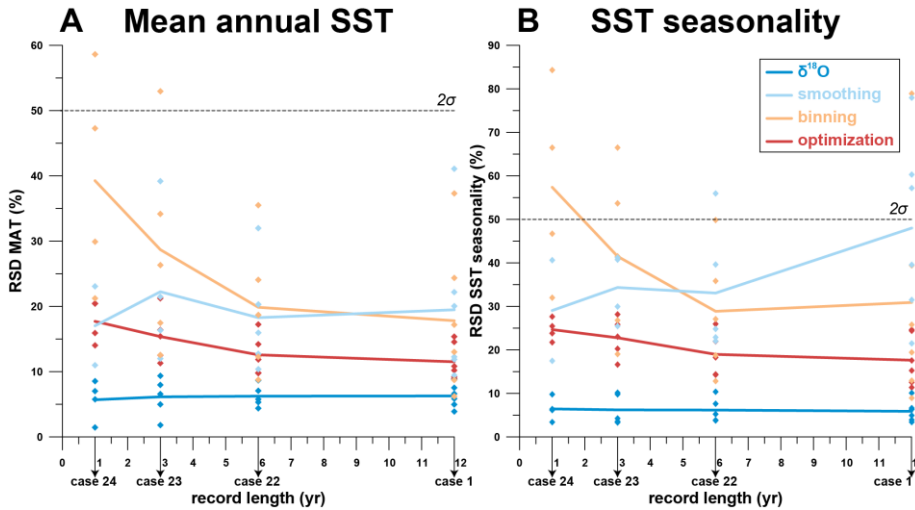 A Mean annual SST
60
50
40
30
20
10
0
RSD MAT (%)
2σ
0 1 2 3 4 5 6 7 8 9 10 11 12
case 24 case 23 case 22 case 1
record length (yr)
B SST seasonality
90
80
70
60
50
40
30
20
10
0
RSD SST seasonality (%)
δ¹⁸O
smoothing
binning
optimization
2σ
0 1 2 3 4 5 6 7 8 9 10 11 1
case 24 case 23 case 22 case 1
record length (yr)